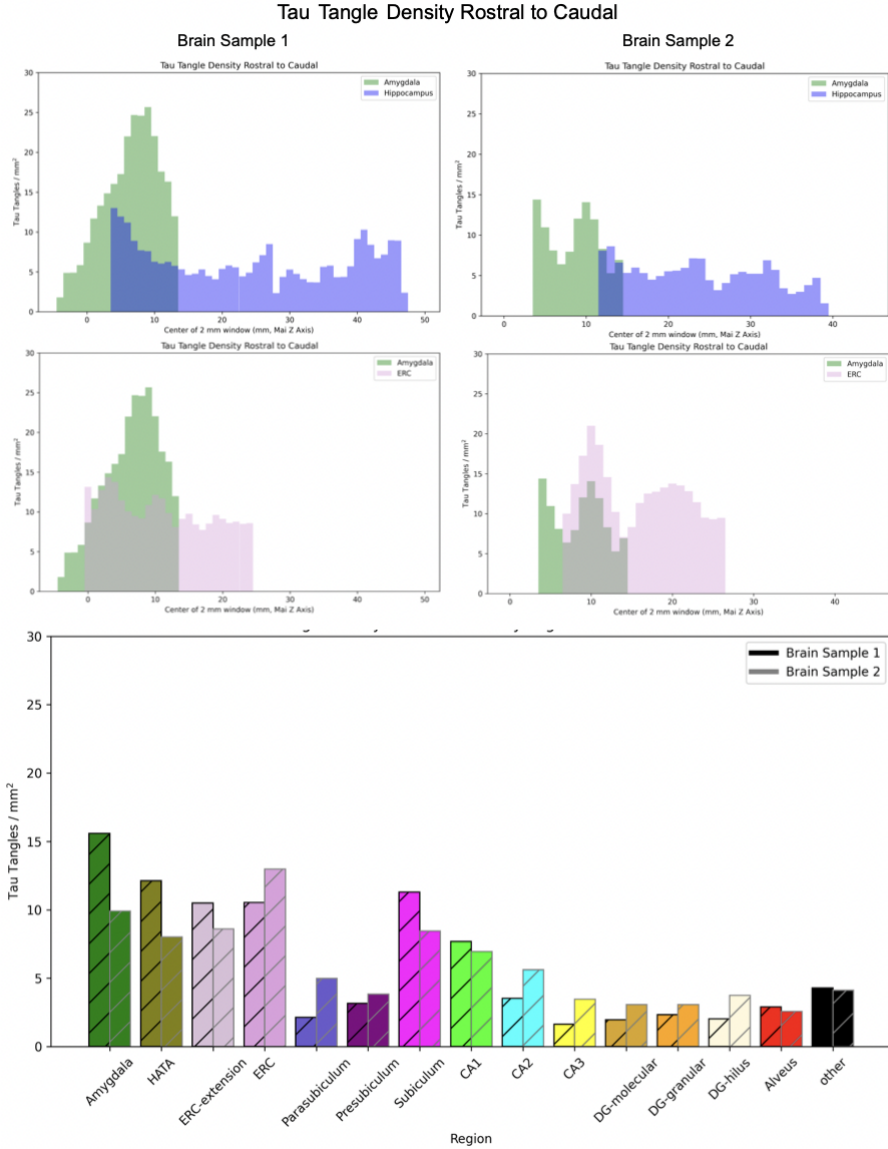 Tau Tangle Density Rostral to Caudal
Brain Sample 1
Brain Sample 2
Tau Tangle Density Rostral to Caudal
Amygdala
Hippocampus
30
25
20
15
10
5
0
Tau Tangles / mm²
0 10 20 30 40 50
Center of 2 mm window (mm, Mai Z Axis)
Tau Tangle Density Rostral to Caudal
Amygdala
Hippocampus
30
25
20
15
10
5
0
Tau Tangles / mm²
0 10 20 30 40
Center of 2 mm window (mm, Mai Z Axis)
Tau Tangle Density Rostral to Caudal
Amygdala
ERC
30
25
20
15
10
5
0
Tau Tangles / mm²
0 10 20 30 40 50
Center of 2 mm window (mm, Mai Z Axis)
Tau Tangle Density Rostral to Caudal
Amygdala
ERC
30
25
20
15
10
5
0
Tau Tangles / mm²
0 10 20 30 40
Center of 2 mm window (mm, Mai Z Axis)
Brain Sample 1
Brain Sample 2
30
25
20
15
10
5
0
Tau Tangles / mm²
Amygdala
HATA
ERC-extension
ERC
Parasubiculum
Presubiculum
Subiculum
CA1
CA2
CA3
DG-molecular
DG-granular
DG-hilus
Alveus
other
Region